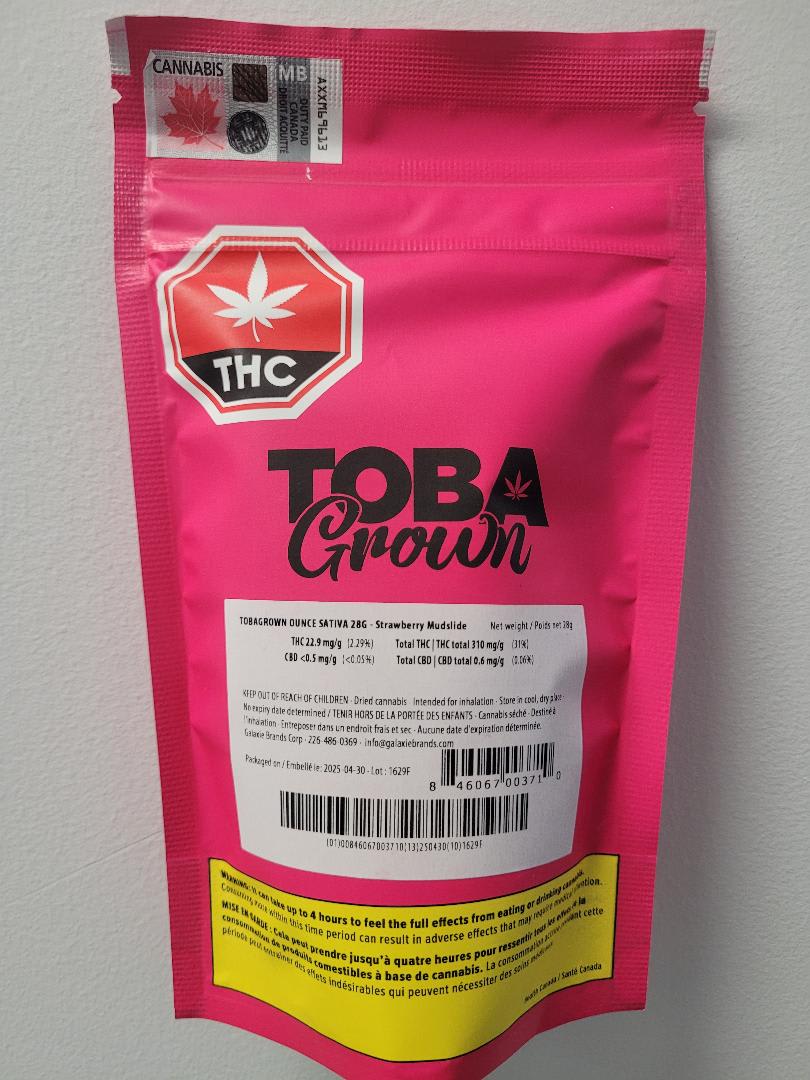 CANNABIS
MB
DUTY PAID
CANADA
DROIT ACQUITTÉ
AXXM69613
THC
TOBA
Grown
TOBAGROWN OUNCE SATIVA 28G - Strawberry Mudslide Net weight / Poids net 28g
THC 22.9 mg/g (2.29%) Total THC | THC total 310 mg/g (31%)
CBD <0.5 mg/g (<0.05%) Total CBD | CBD total 0.6 mg/g (0.06%)
KEEP OUT OF REACH OF CHILDREN · Dried cannabis · Intended for inhalation · Store in cool, dry place ·
No expiry date determined / TENIR HORS DE LA PORTÉE DES ENFANTS · Cannabis séché · Destiné à
l'inhalation · Entreposer dans un endroit frais et sec · Aucune date d'expiration déterminée.
Galaxie Brands Corp · 226-486-0369 · info@galaxiebrands.com
Packaged on / Emballé le: 2025-04-30 · Lot : 1629F
8 46067 00371 0
(01)00846067003710(13)250430(10)1629F
WARNING: It can take up to 4 hours to feel the full effects from eating or drinking cannabis.
Consuming more within this time period can result in adverse effects that may require medical attention.
MISE EN GARDE : Cela peut prendre jusqu'à quatre heures pour ressentir tous les effets de la
consommation de produits comestibles à base de cannabis. La consommation accrue pendant cette
période peut entraîner des effets indésirables qui peuvent nécessiter des soins médicaux.
Health Canada / Santé Canada